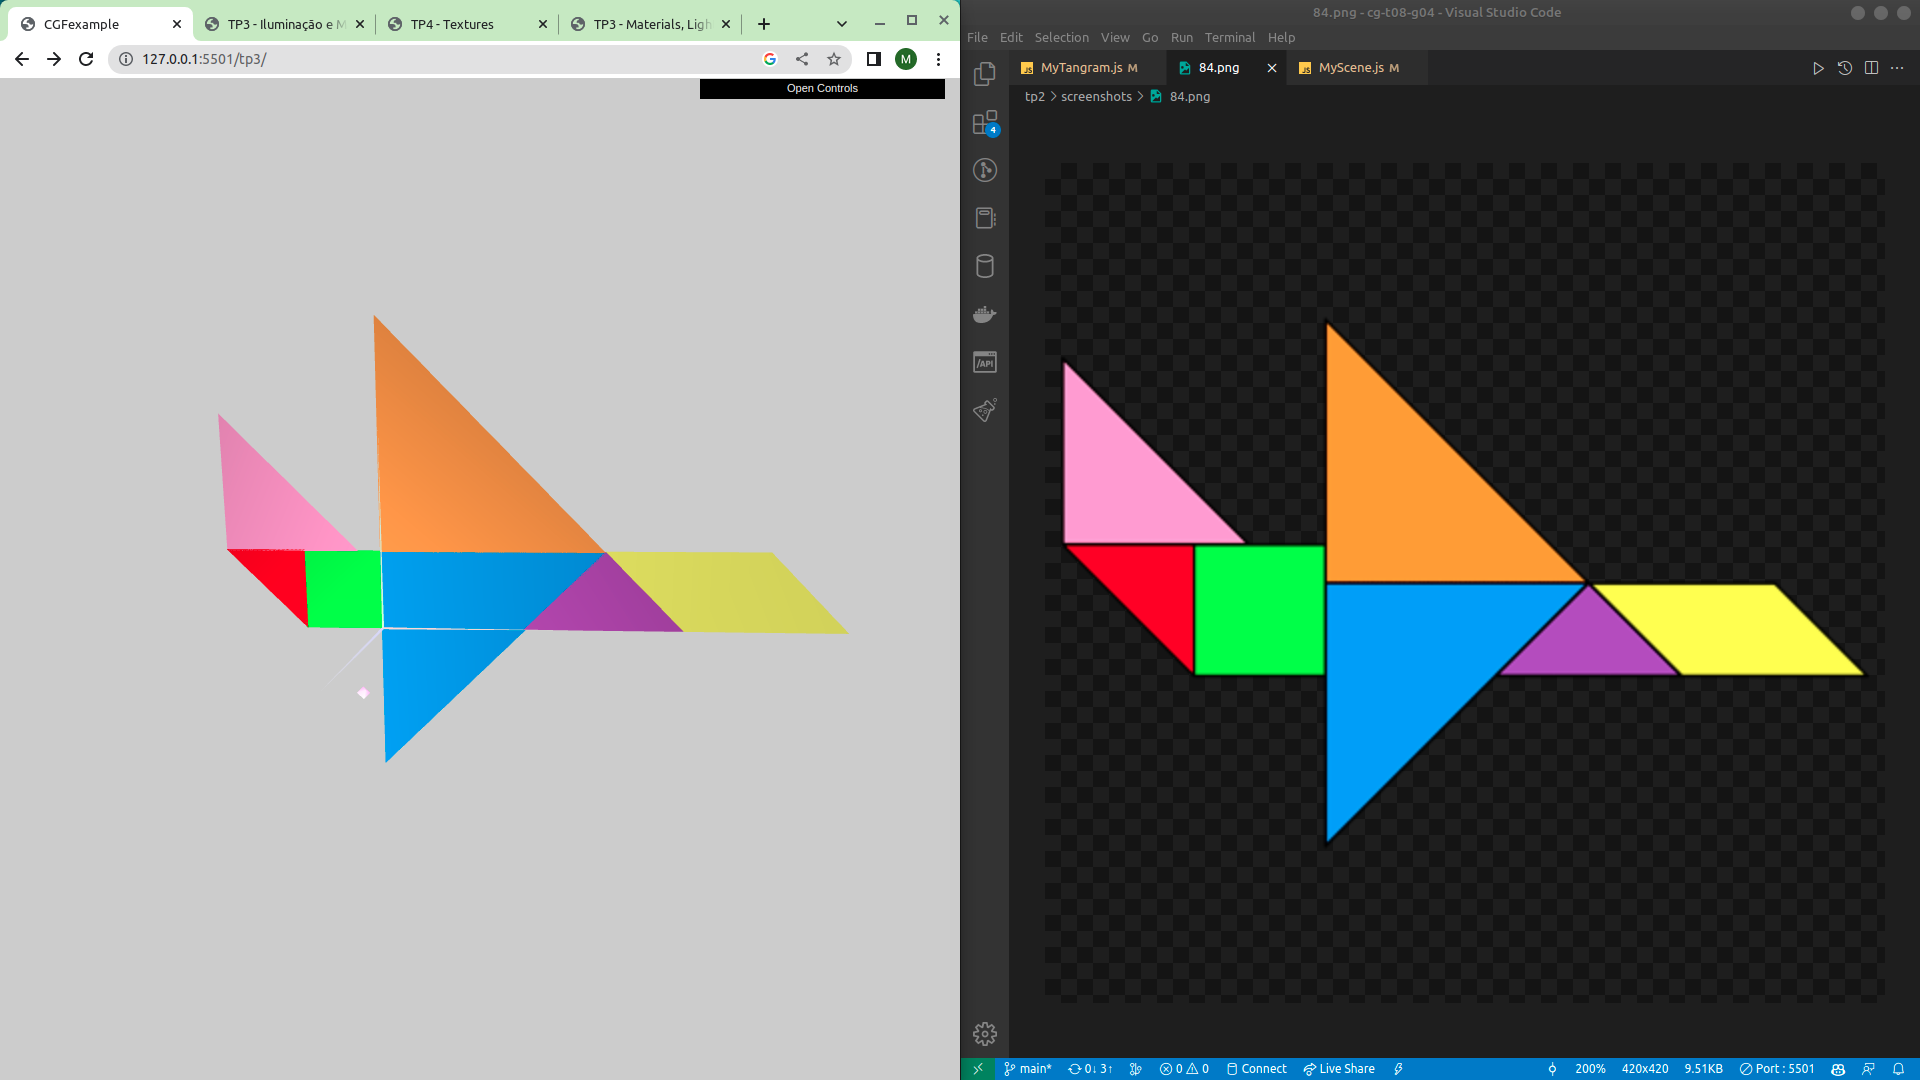 CGFexample
TP3 - Iluminação e M
TP4 - Textures
TP3 - Materials, Ligh
127.0.0.1:5501/tp3/
M
Open Controls
84.png - cg-t08-g04 - Visual Studio Code
File Edit Selection View Go Run Terminal Help
MyTangram.js M
84.png
MyScene.js M
tp2 > screenshots > 84.png
4
/API
main* 0↓ 3↑ 0 0 Connect Live Share 200% 420x420 9.51KB Port : 5501